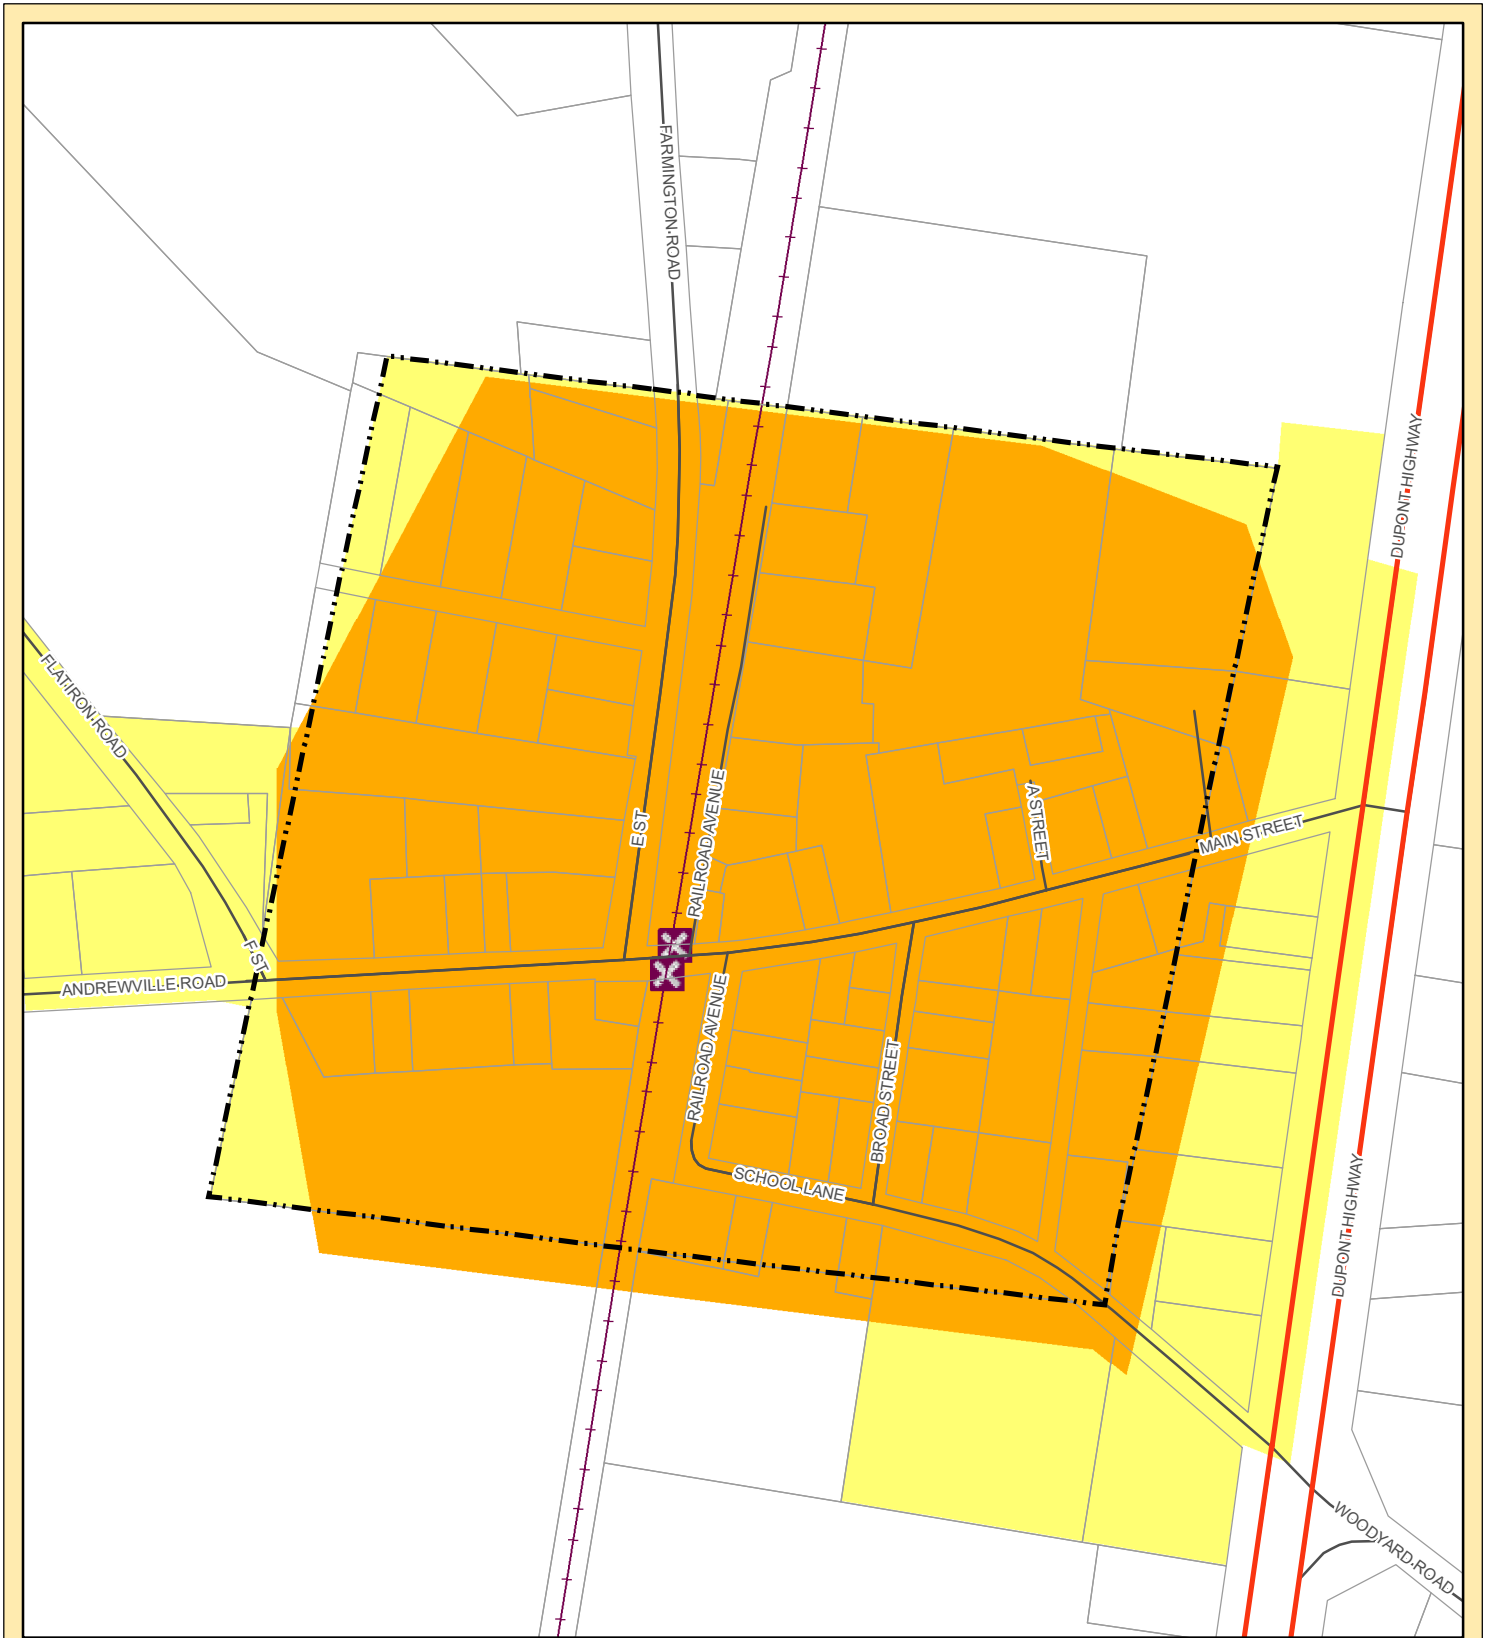 FARMINGTON ROAD
DUPONT HIGHWAY
FLATIRON ROAD
E ST
RAILROAD AVENUE
A STREET
MAIN STREET
F ST
ANDREWVILLE ROAD
RAILROAD AVENUE
BROAD STREET
SCHOOL LANE
DUPONT HIGHWAY
WOODYARD ROAD